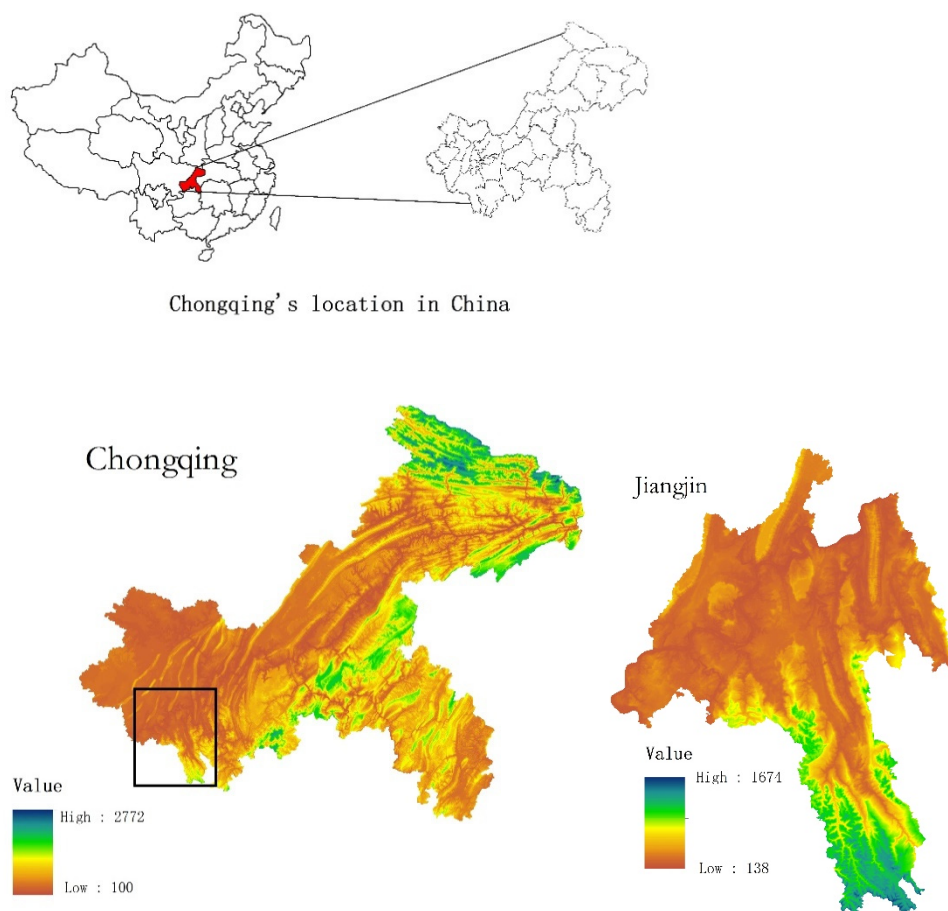 Chongqing's location in China
Chongqing
Jiangjin
Value
High : 2772
Low : 100
Value
High : 1674
Low : 138